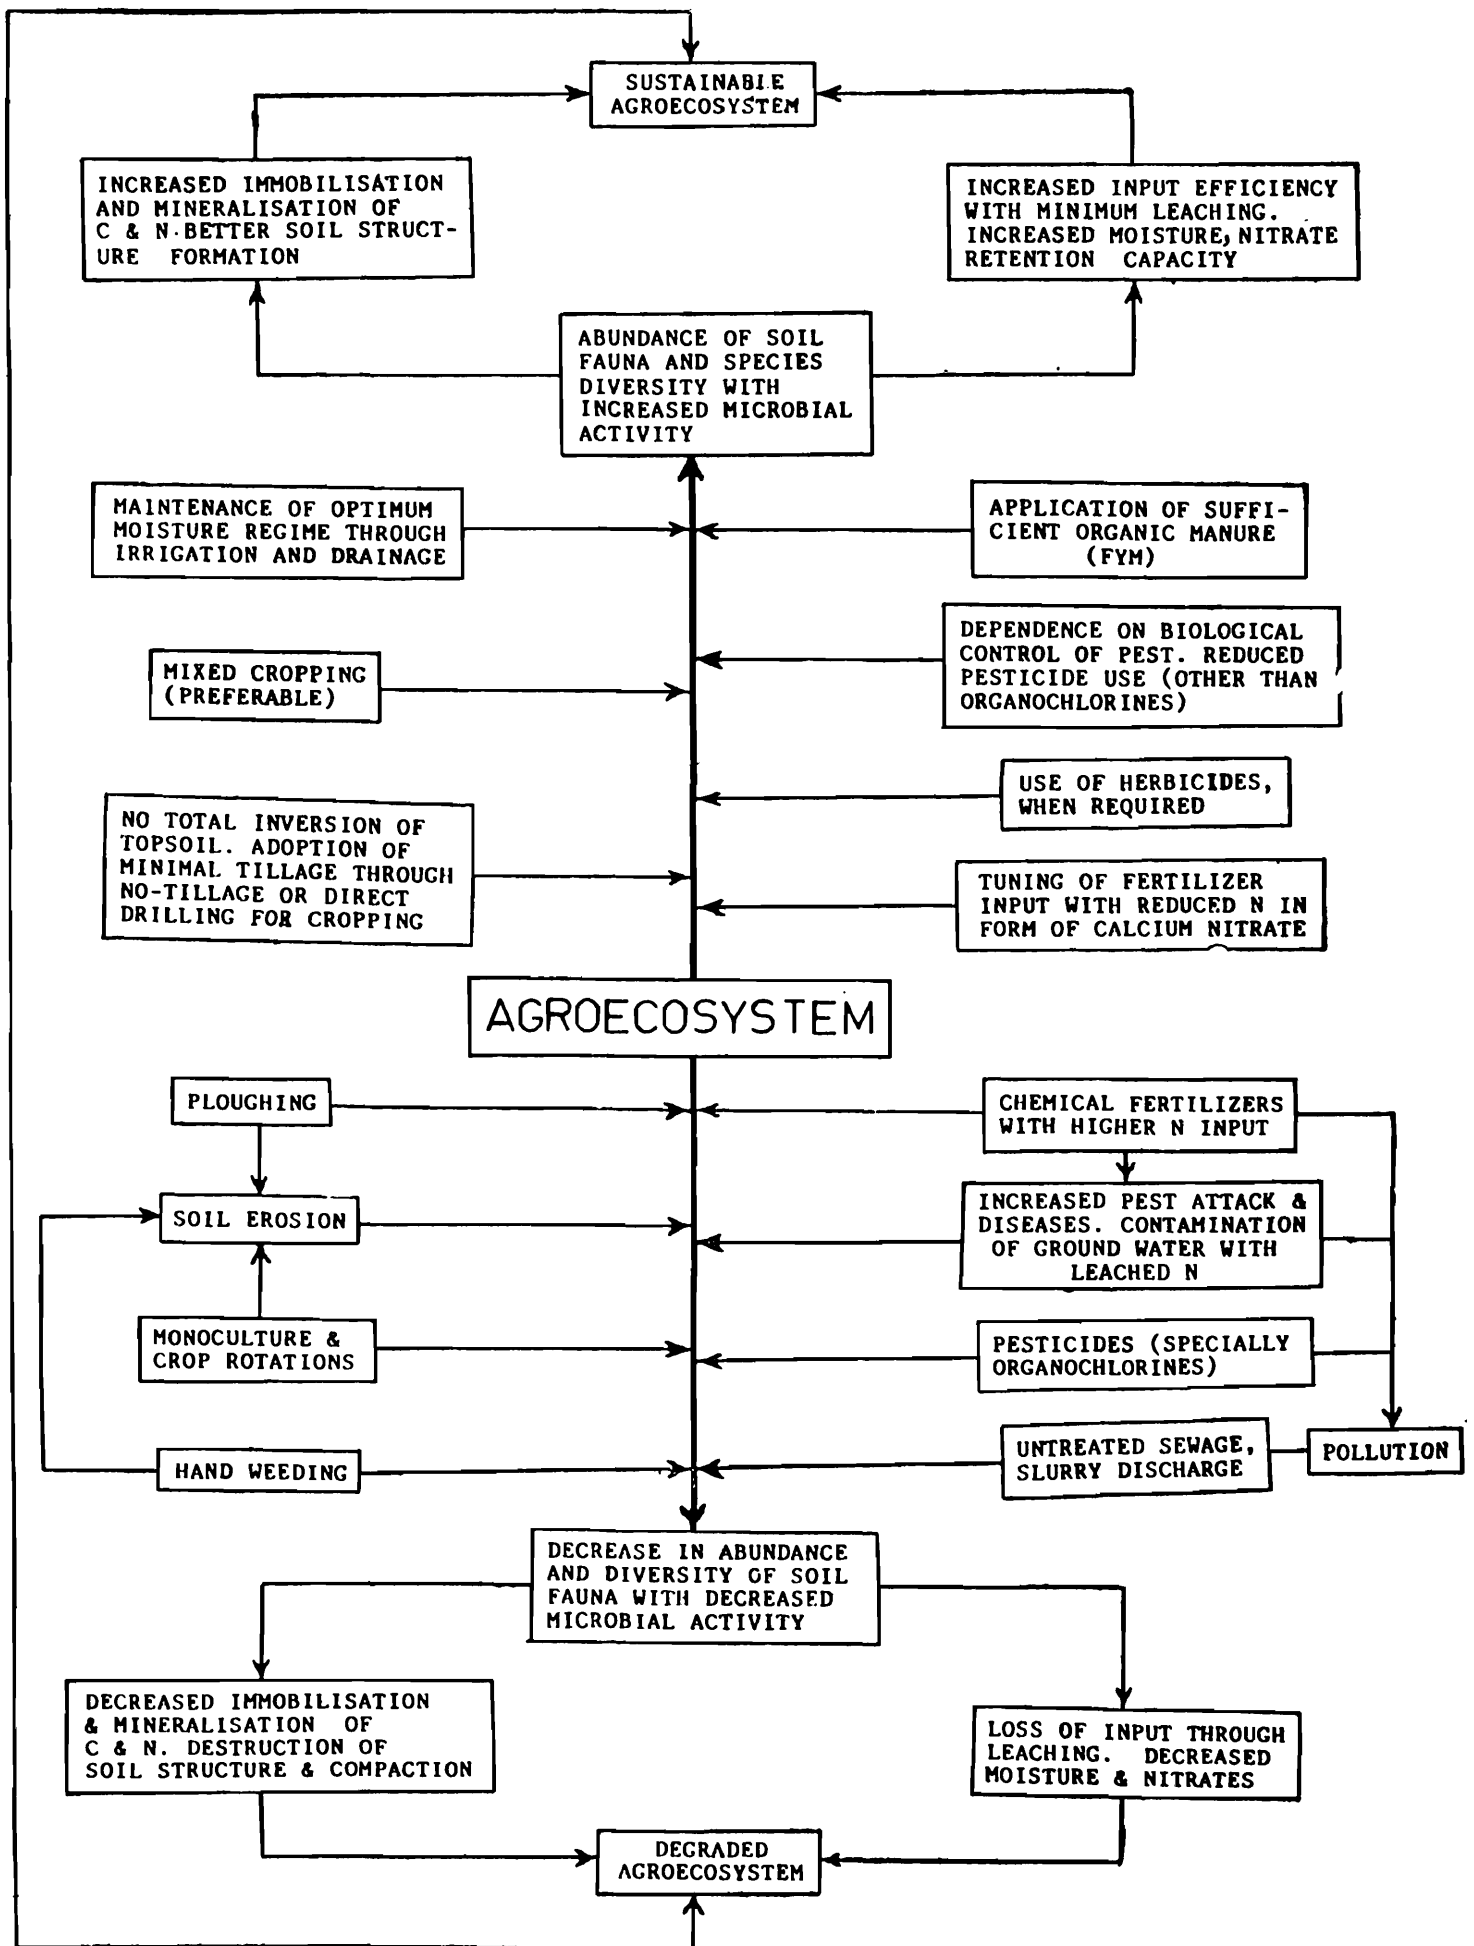 SUSTAINABLE
AGROECOSYSTEM
INCREASED IMMOBILISATION
AND MINERALISATION OF
C & N. BETTER SOIL STRUCT-
URE FORMATION
INCREASED INPUT EFFICIENCY
WITH MINIMUM LEACHING.
INCREASED MOISTURE, NITRATE
RETENTION CAPACITY
ABUNDANCE OF SOIL
FAUNA AND SPECIES
DIVERSITY WITH
INCREASED MICROBIAL
ACTIVITY
MAINTENANCE OF OPTIMUM
MOISTURE REGIME THROUGH
IRRIGATION AND DRAINAGE
APPLICATION OF SUFFI-
CIENT ORGANIC MANURE
(FYM)
MIXED CROPPING
(PREFERABLE)
DEPENDENCE ON BIOLOGICAL
CONTROL OF PEST. REDUCED
PESTICIDE USE (OTHER THAN
ORGANOCHLORINES)
USE OF HERBICIDES,
WHEN REQUIRED
NO TOTAL INVERSION OF
TOPSOIL. ADOPTION OF
MINIMAL TILLAGE THROUGH
NO-TILLAGE OR DIRECT
DRILLING FOR CROPPING
TUNING OF FERTILIZER
INPUT WITH REDUCED N IN
FORM OF CALCIUM NITRATE
AGROECOSYSTEM
PLOUGHING
CHEMICAL FERTILIZERS
WITH HIGHER N INPUT
SOIL EROSION
INCREASED PEST ATTACK &
DISEASES. CONTAMINATION
OF GROUND WATER WITH
LEACHED N
MONOCULTURE &
CROP ROTATIONS
PESTICIDES (SPECIALLY
ORGANOCHLORINES)
HAND WEEDING
UNTREATED SEWAGE,
SLURRY DISCHARGE
POLLUTION
DECREASE IN ABUNDANCE
AND DIVERSITY OF SOIL
FAUNA WITH DECREASED
MICROBIAL ACTIVITY
DECREASED IMMOBILISATION
& MINERALISATION OF
C & N. DESTRUCTION OF
SOIL STRUCTURE & COMPACTION
LOSS OF INPUT THROUGH
LEACHING. DECREASED
MOISTURE & NITRATES
DEGRADED
AGROECOSYSTEM